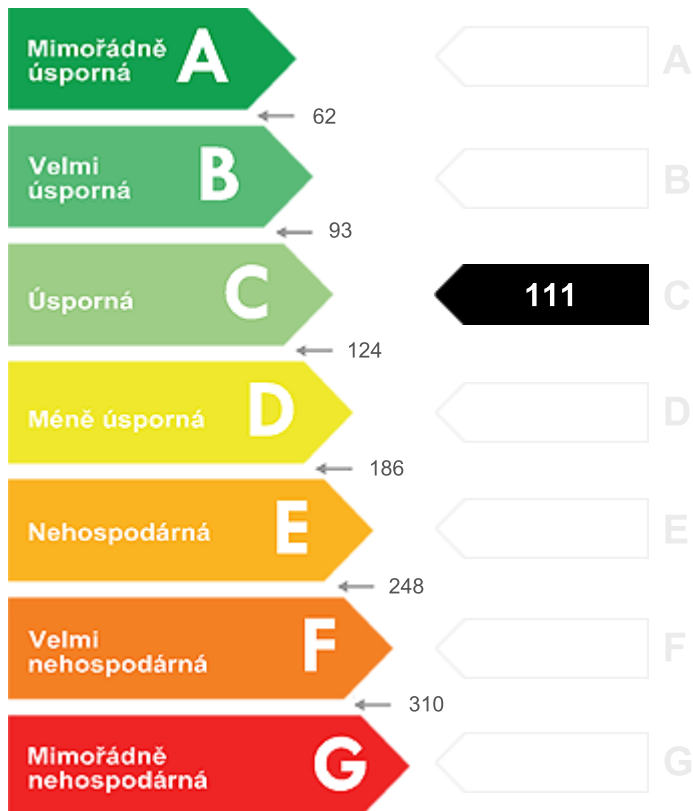 Mimořádně
úsporná
A
A
62
Velmi
úsporná
B
B
93
Úsporná
C
111
C
124
Méně úsporná
D
D
186
Nehospodárná
E
E
248
Velmi
nehospodárná
F
F
310
Mimořádně
nehospodárná
G
G